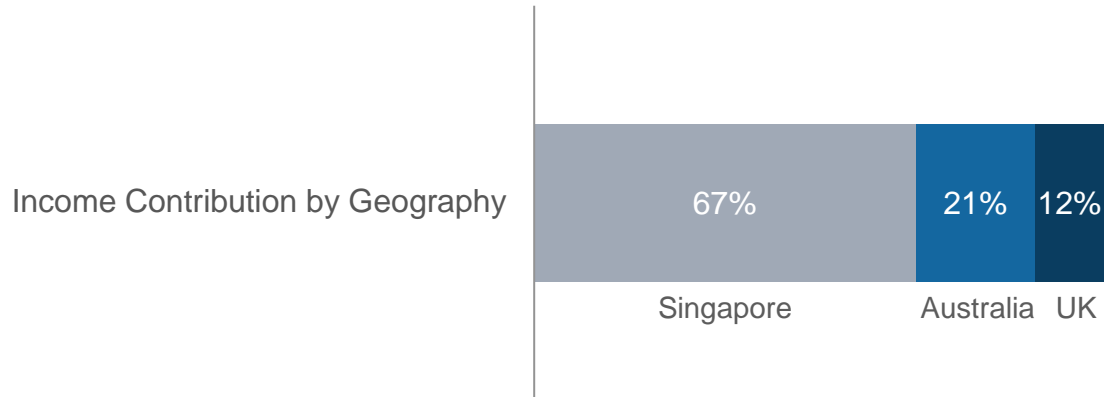 Income Contribution by Geography
67%
21%
12%
Singapore
Australia
UK